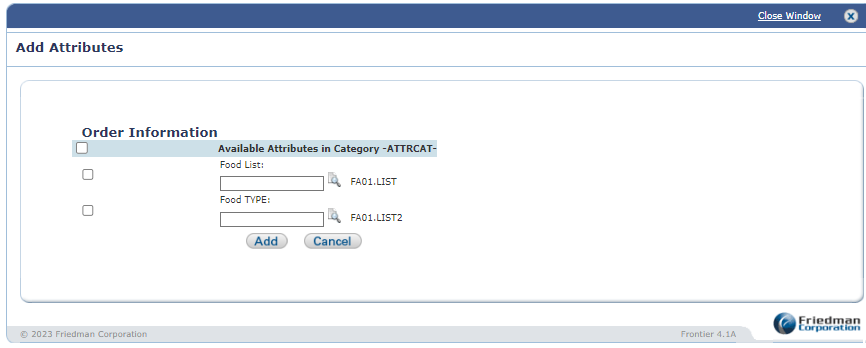 Close Window
Add Attributes
Order Information
Available Attributes in Category -ATTRCAT-
Food List:
FA01.LIST
Food TYPE:
FA01.LIST2
Add Cancel
Friedman
Corporation
© 2023 Friedman Corporation Frontier 4.1A